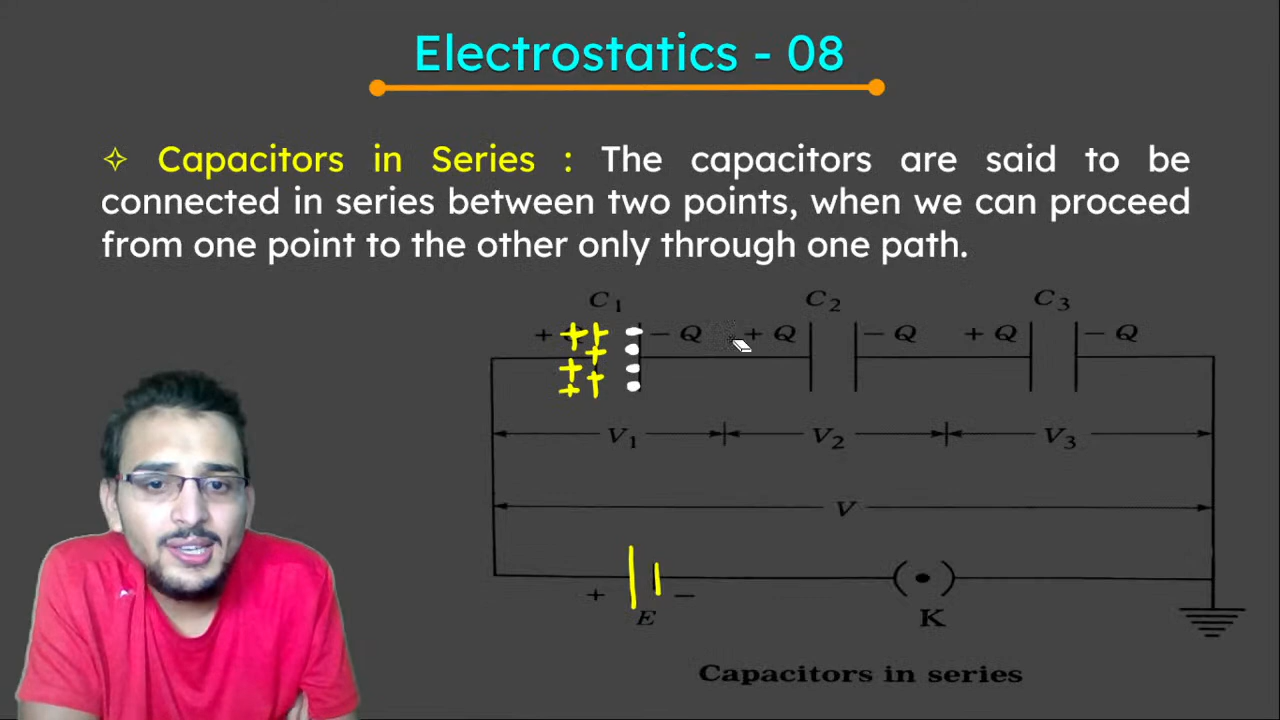 Electrostatics - 08
✧ Capacitors in Series : The capacitors are said to be
connected in series between two points, when we can proceed
from one point to the other only through one path.
C₁ C₂ C₃
+ Q − Q + Q − Q + Q − Q
V₁ V₂ V₃
V
+ −
E K
Capacitors in series